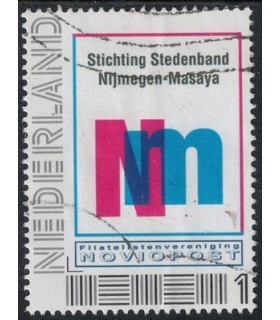 NEDERLAND
Stichting Stedenband
Nijmegen-Masaya
Nm
Filatelistenvereniging
NOVIOPOST
1